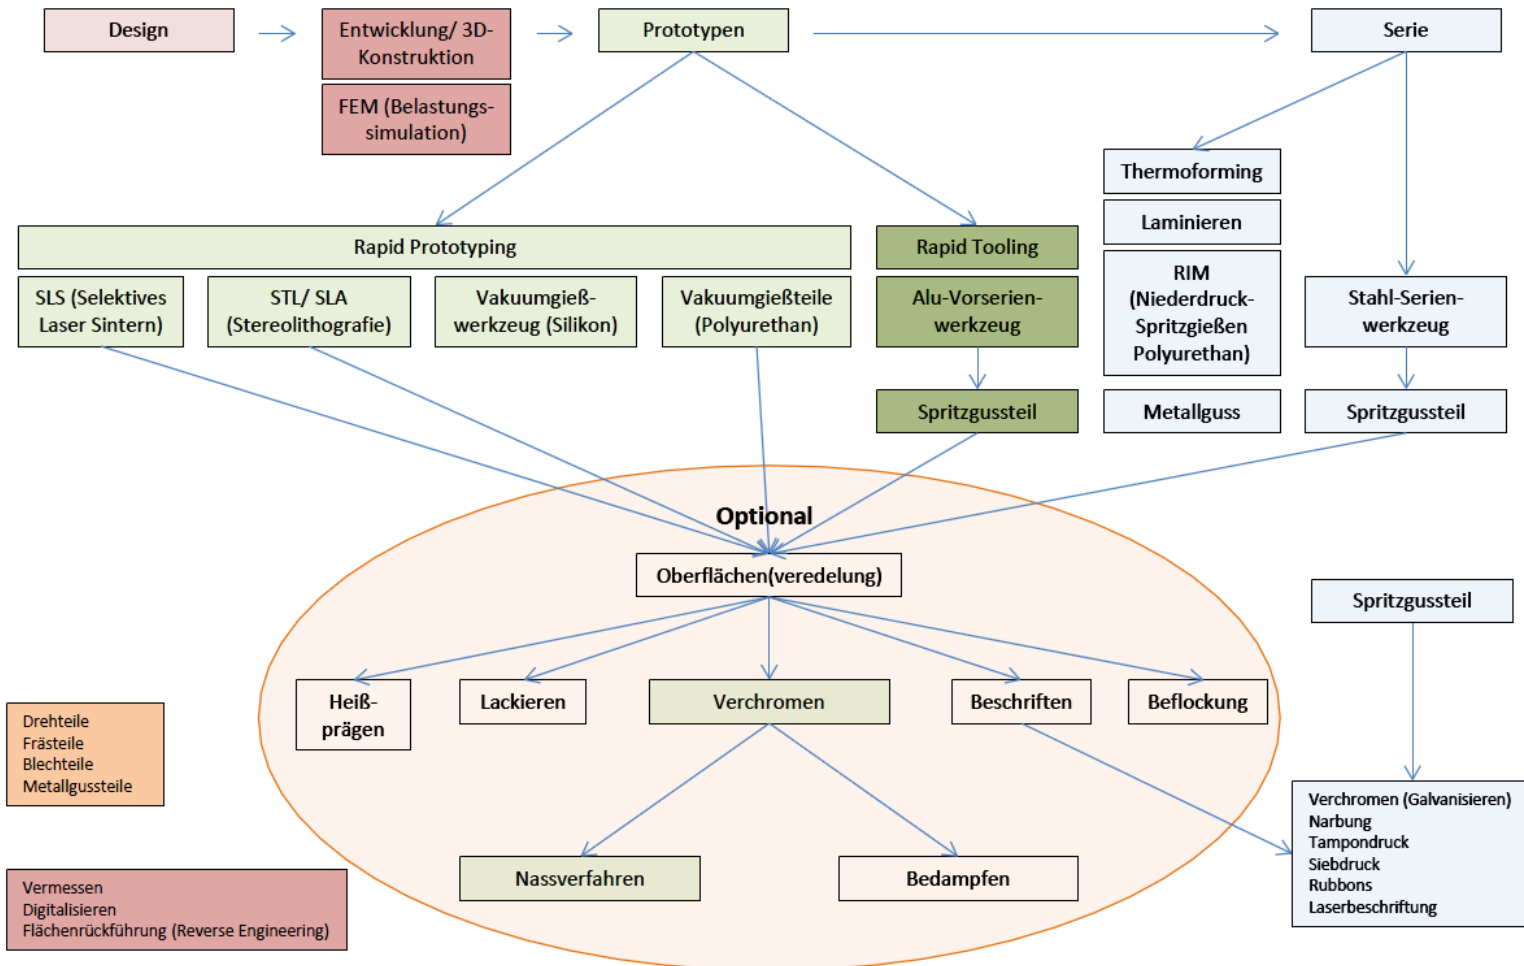 Design
Entwicklung/ 3D-
Konstruktion
Prototypen
Serie
FEM (Belastungs-
simulation)
Thermoforming
Laminieren
Rapid Prototyping
Rapid Tooling
RIM
(Niederdruck-
Spritzgießen
Polyurethan)
SLS (Selektives
Laser Sintern)
STL/ SLA
(Stereolithografie)
Vakuumgieß-
werkzeug (Silikon)
Vakuumgießteile
(Polyurethan)
Alu-Vorserien-
werkzeug
Stahl-Serien-
werkzeug
Spritzgussteil
Metallguss
Spritzgussteil
Optional
Oberflächen(veredelung)
Spritzgussteil
Heiß-
prägen
Lackieren
Verchromen
Beschriften
Beflockung
Drehteile
Frästeile
Blechteile
Metallgussteile
Verchromen (Galvanisieren)
Narbung
Tampondruck
Siebdruck
Rubbons
Laserbeschriftung
Nassverfahren
Bedampfen
Vermessen
Digitalisieren
Flächenrückführung (Reverse Engineering)